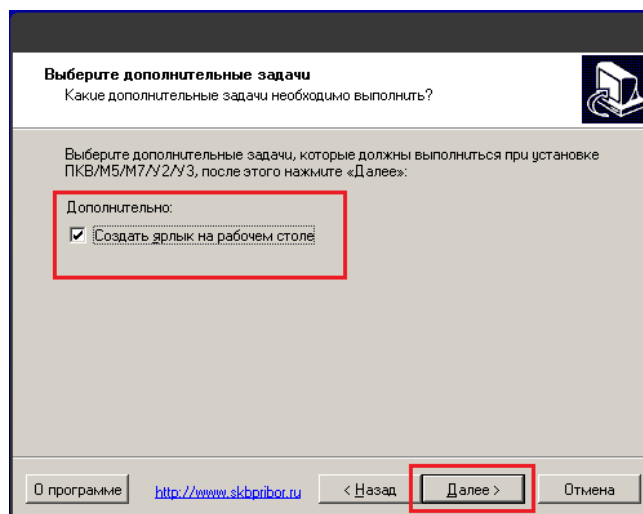 Выберите дополнительные задачи
Какие дополнительные задачи необходимо выполнить?
Выберите дополнительные задачи, которые должны выполниться при установке
ПКВ/М5/М7/У2/У3, после этого нажмите «Далее»:
Дополнительно:
Создать ярлык на рабочем столе
О программе http://www.skbpribor.ru < Назад Далее > Отмена